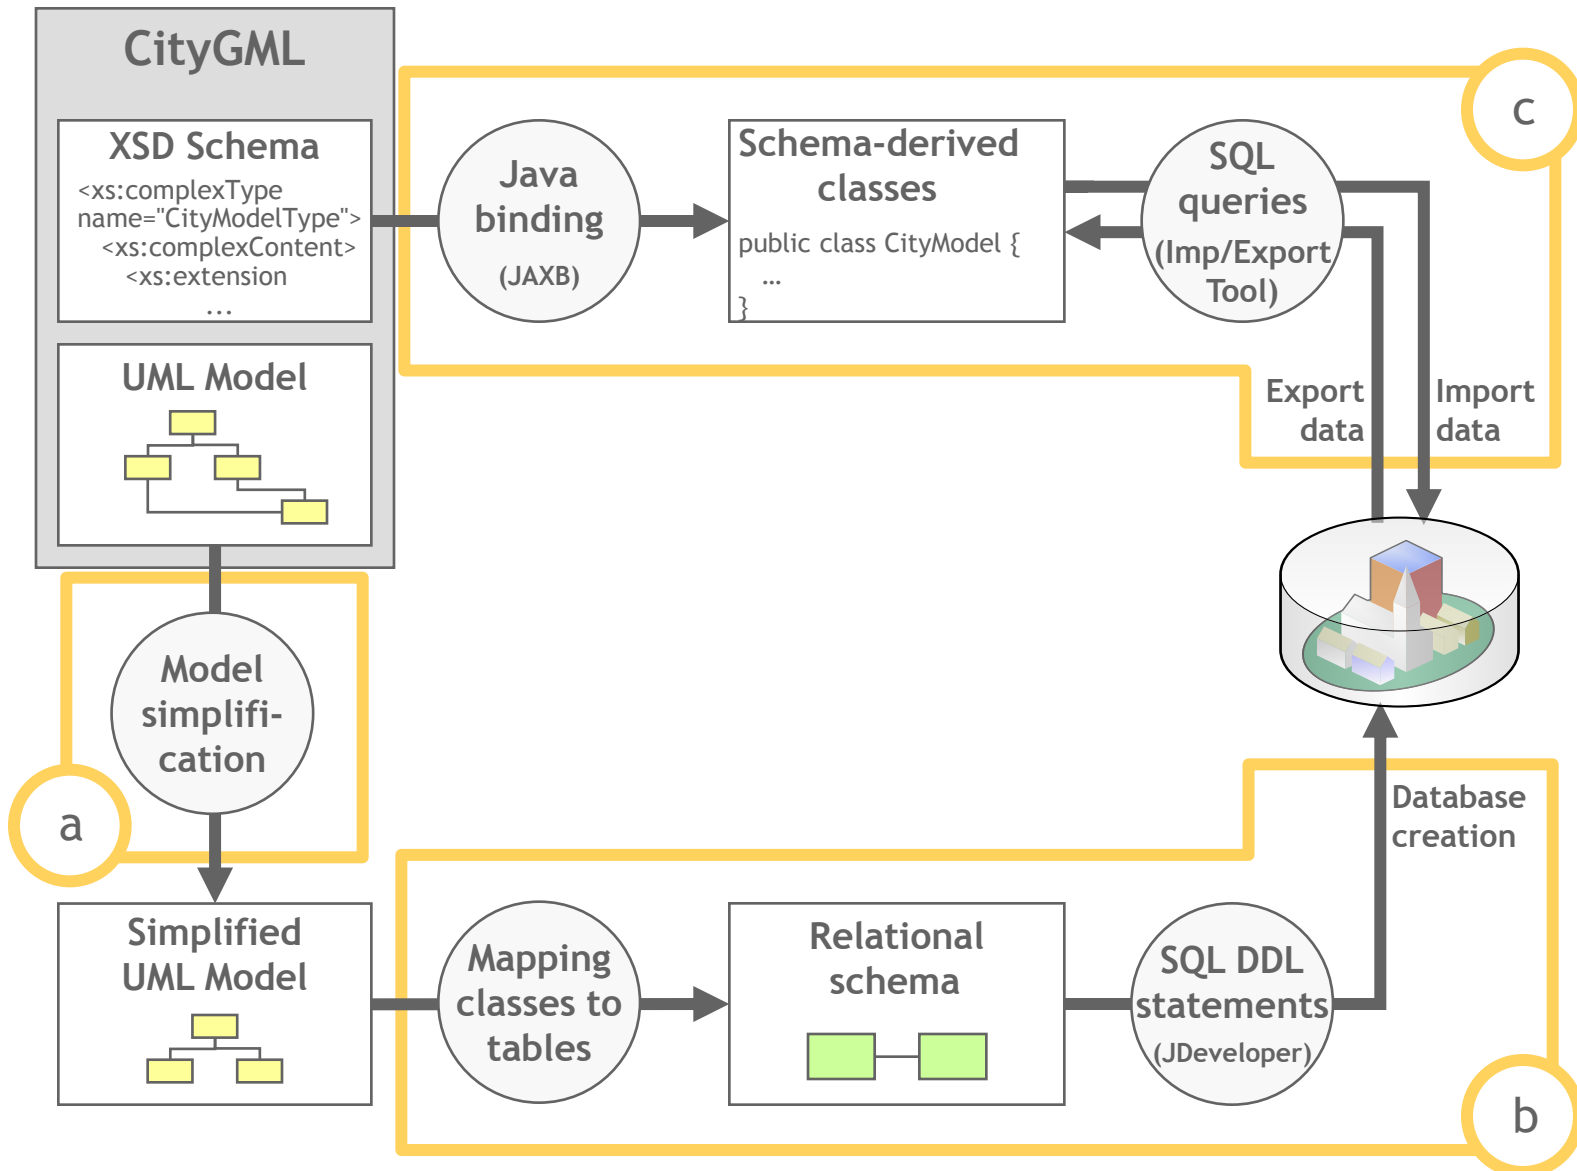 CityGML
XSD Schema
<xs:complexType
name="CityModelType">
<xs:complexContent>
<xs:extension
...
UML Model
Java
binding
(JAXB)
Schema-derived
classes
public class CityModel {
...
}
SQL
queries
(Imp/Export
Tool)
c
Export
data
Import
data
Model
simplifi-
cation
a
Simplified
UML Model
Mapping
classes to
tables
Relational
schema
SQL DDL
statements
(JDeveloper)
Database
creation
b